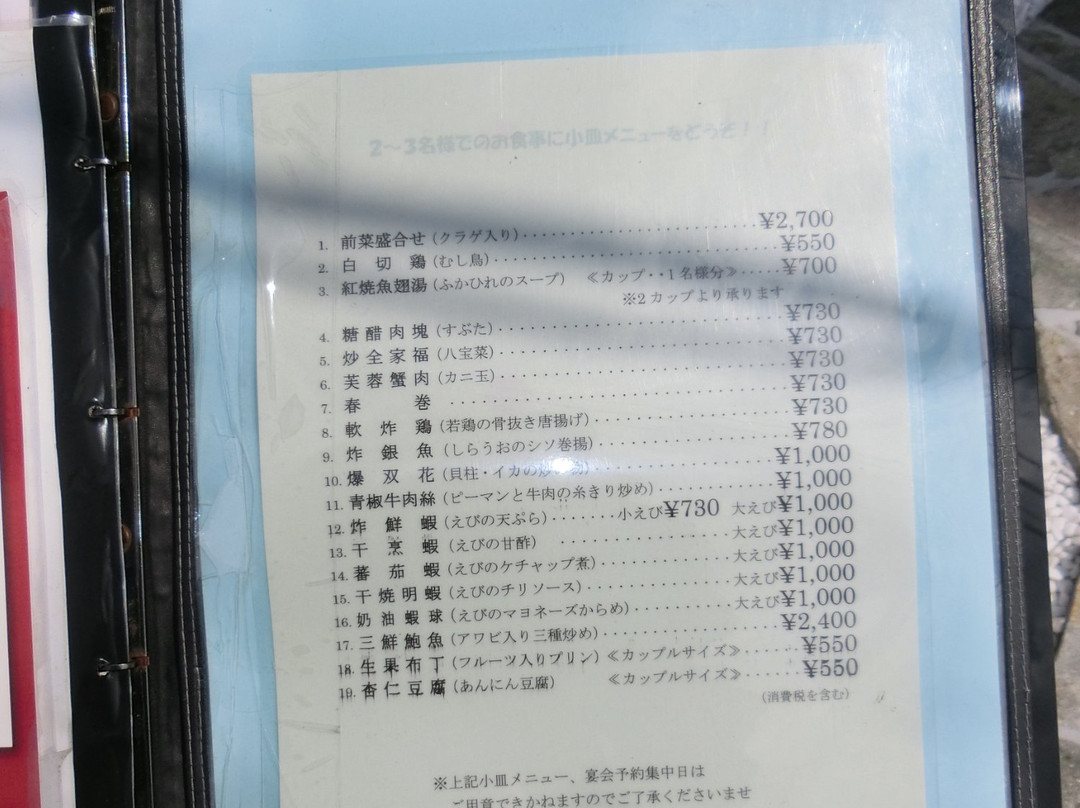 2～3名様でのお食事に小皿メニューをどうぞ！！
1. 前菜盛合せ (クラゲ入り)‥‥‥‥‥‥‥‥‥‥¥2,700
2. 白切鶏 (むし鳥)‥‥‥‥‥‥‥‥‥‥¥550
3. 紅焼魚翅湯 (ふかひれのスープ) 《カップ‥1名様分》‥‥¥700
※2カップより承ります
4. 糖醋肉塊 (すぶた)‥‥‥‥‥‥‥‥‥‥¥730
5. 炒全家福 (八宝菜)‥‥‥‥‥‥‥‥‥‥¥730
6. 芙蓉蟹肉 (カニ玉)‥‥‥‥‥‥‥‥‥‥¥730
7. 春巻‥‥‥‥‥‥‥‥‥‥¥730
8. 軟炸鶏 (若鶏の骨抜き唐揚げ)‥‥‥‥‥‥¥730
9. 炸銀魚 (しらうおのシソ巻揚)‥‥‥‥‥‥¥780
10. 爆双花 (貝柱・イカの ‥‥‥‥‥‥¥1,000
11. 青椒牛肉絲 (ピーマンと牛肉の糸きり炒め)‥‥‥‥¥1,000
12. 炸鮮蝦 (えびの天ぷら)‥‥‥小えび¥730 大えび¥1,000
13. 干烹蝦 (えびの甘酢) ‥‥‥‥‥‥大えび¥1,000
14. 蕃茄蝦 (えびのケチャップ煮)‥‥‥‥‥大えび¥1,000
15. 干焼明蝦 (えびのチリソース)‥‥‥‥‥大えび¥1,000
16. 奶油蝦球 (えびのマヨネーズからめ)‥‥‥‥大えび¥1,000
17. 三鮮鮑魚 (アワビ入り三種炒め)‥‥‥‥‥‥¥2,400
18. 生果布丁 (フルーツ入りプリン) 《カップルサイズ》‥‥¥550
19. 杏仁豆腐 (あんにん豆腐) 《カップルサイズ》‥‥¥550
(消費税を含む)
※上記小皿メニュー、宴会予約集中日は
ご用意できかねますのでご了承くださいませ